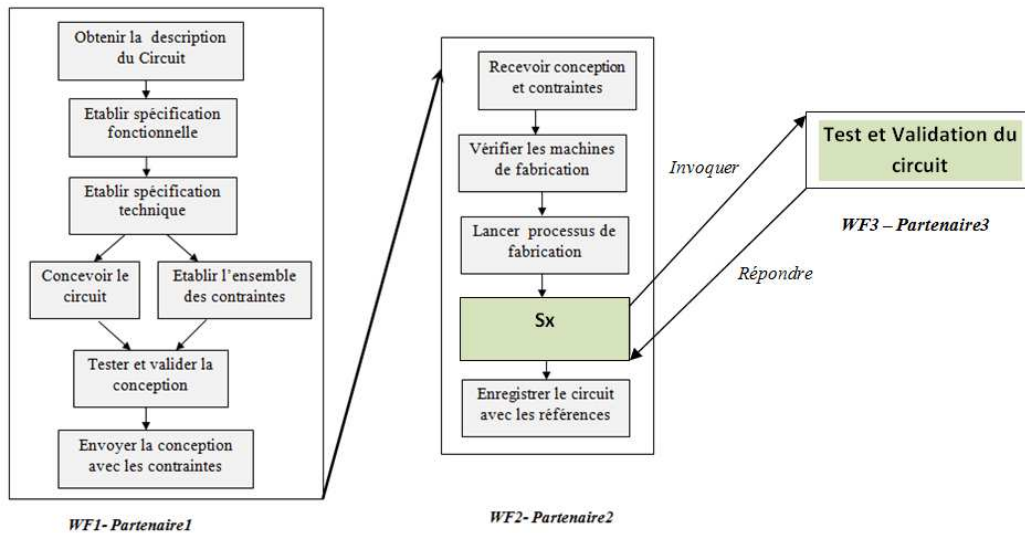 Obtenir la description
du Circuit
Etablir spécification
fonctionnelle
Etablir spécification
technique
Concevoir le
circuit
Etablir l'ensemble
des contraintes
Tester et valider la
conception
Envoyer la conception
avec les contraintes
WF1- Partenaire1
Recevoir conception
et contraintes
Vérifier les machines
de fabrication
Lancer processus de
fabrication
Sx
Enregistrer le circuit
avec les références
WF2- Partenaire2
Invoquer
Répondre
Test et Validation du
circuit
WF3 – Partenaire3